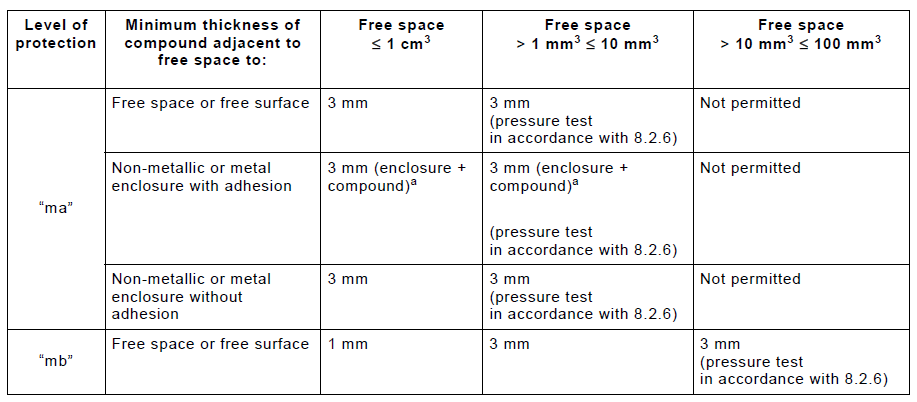 Level of
protection
Minimum thickness of
compound adjacent to
free space to:
Free space
≤ 1 cm³
Free space
> 1 mm³ ≤ 10 mm³
Free space
> 10 mm³ ≤ 100 mm³
“ma”
Free space or free surface
3 mm
3 mm
(pressure test
in accordance with 8.2.6)
Not permitted
Non-metallic or metal
enclosure with adhesion
3 mm (enclosure +
compound)ᵃ
3 mm (enclosure +
compound)ᵃ
(pressure test
in accordance with 8.2.6)
Not permitted
Non-metallic or metal
enclosure without
adhesion
3 mm
3 mm
(pressure test
in accordance with 8.2.6)
Not permitted
“mb”
Free space or free surface
1 mm
3 mm
3 mm
(pressure test
in accordance with 8.2.6)